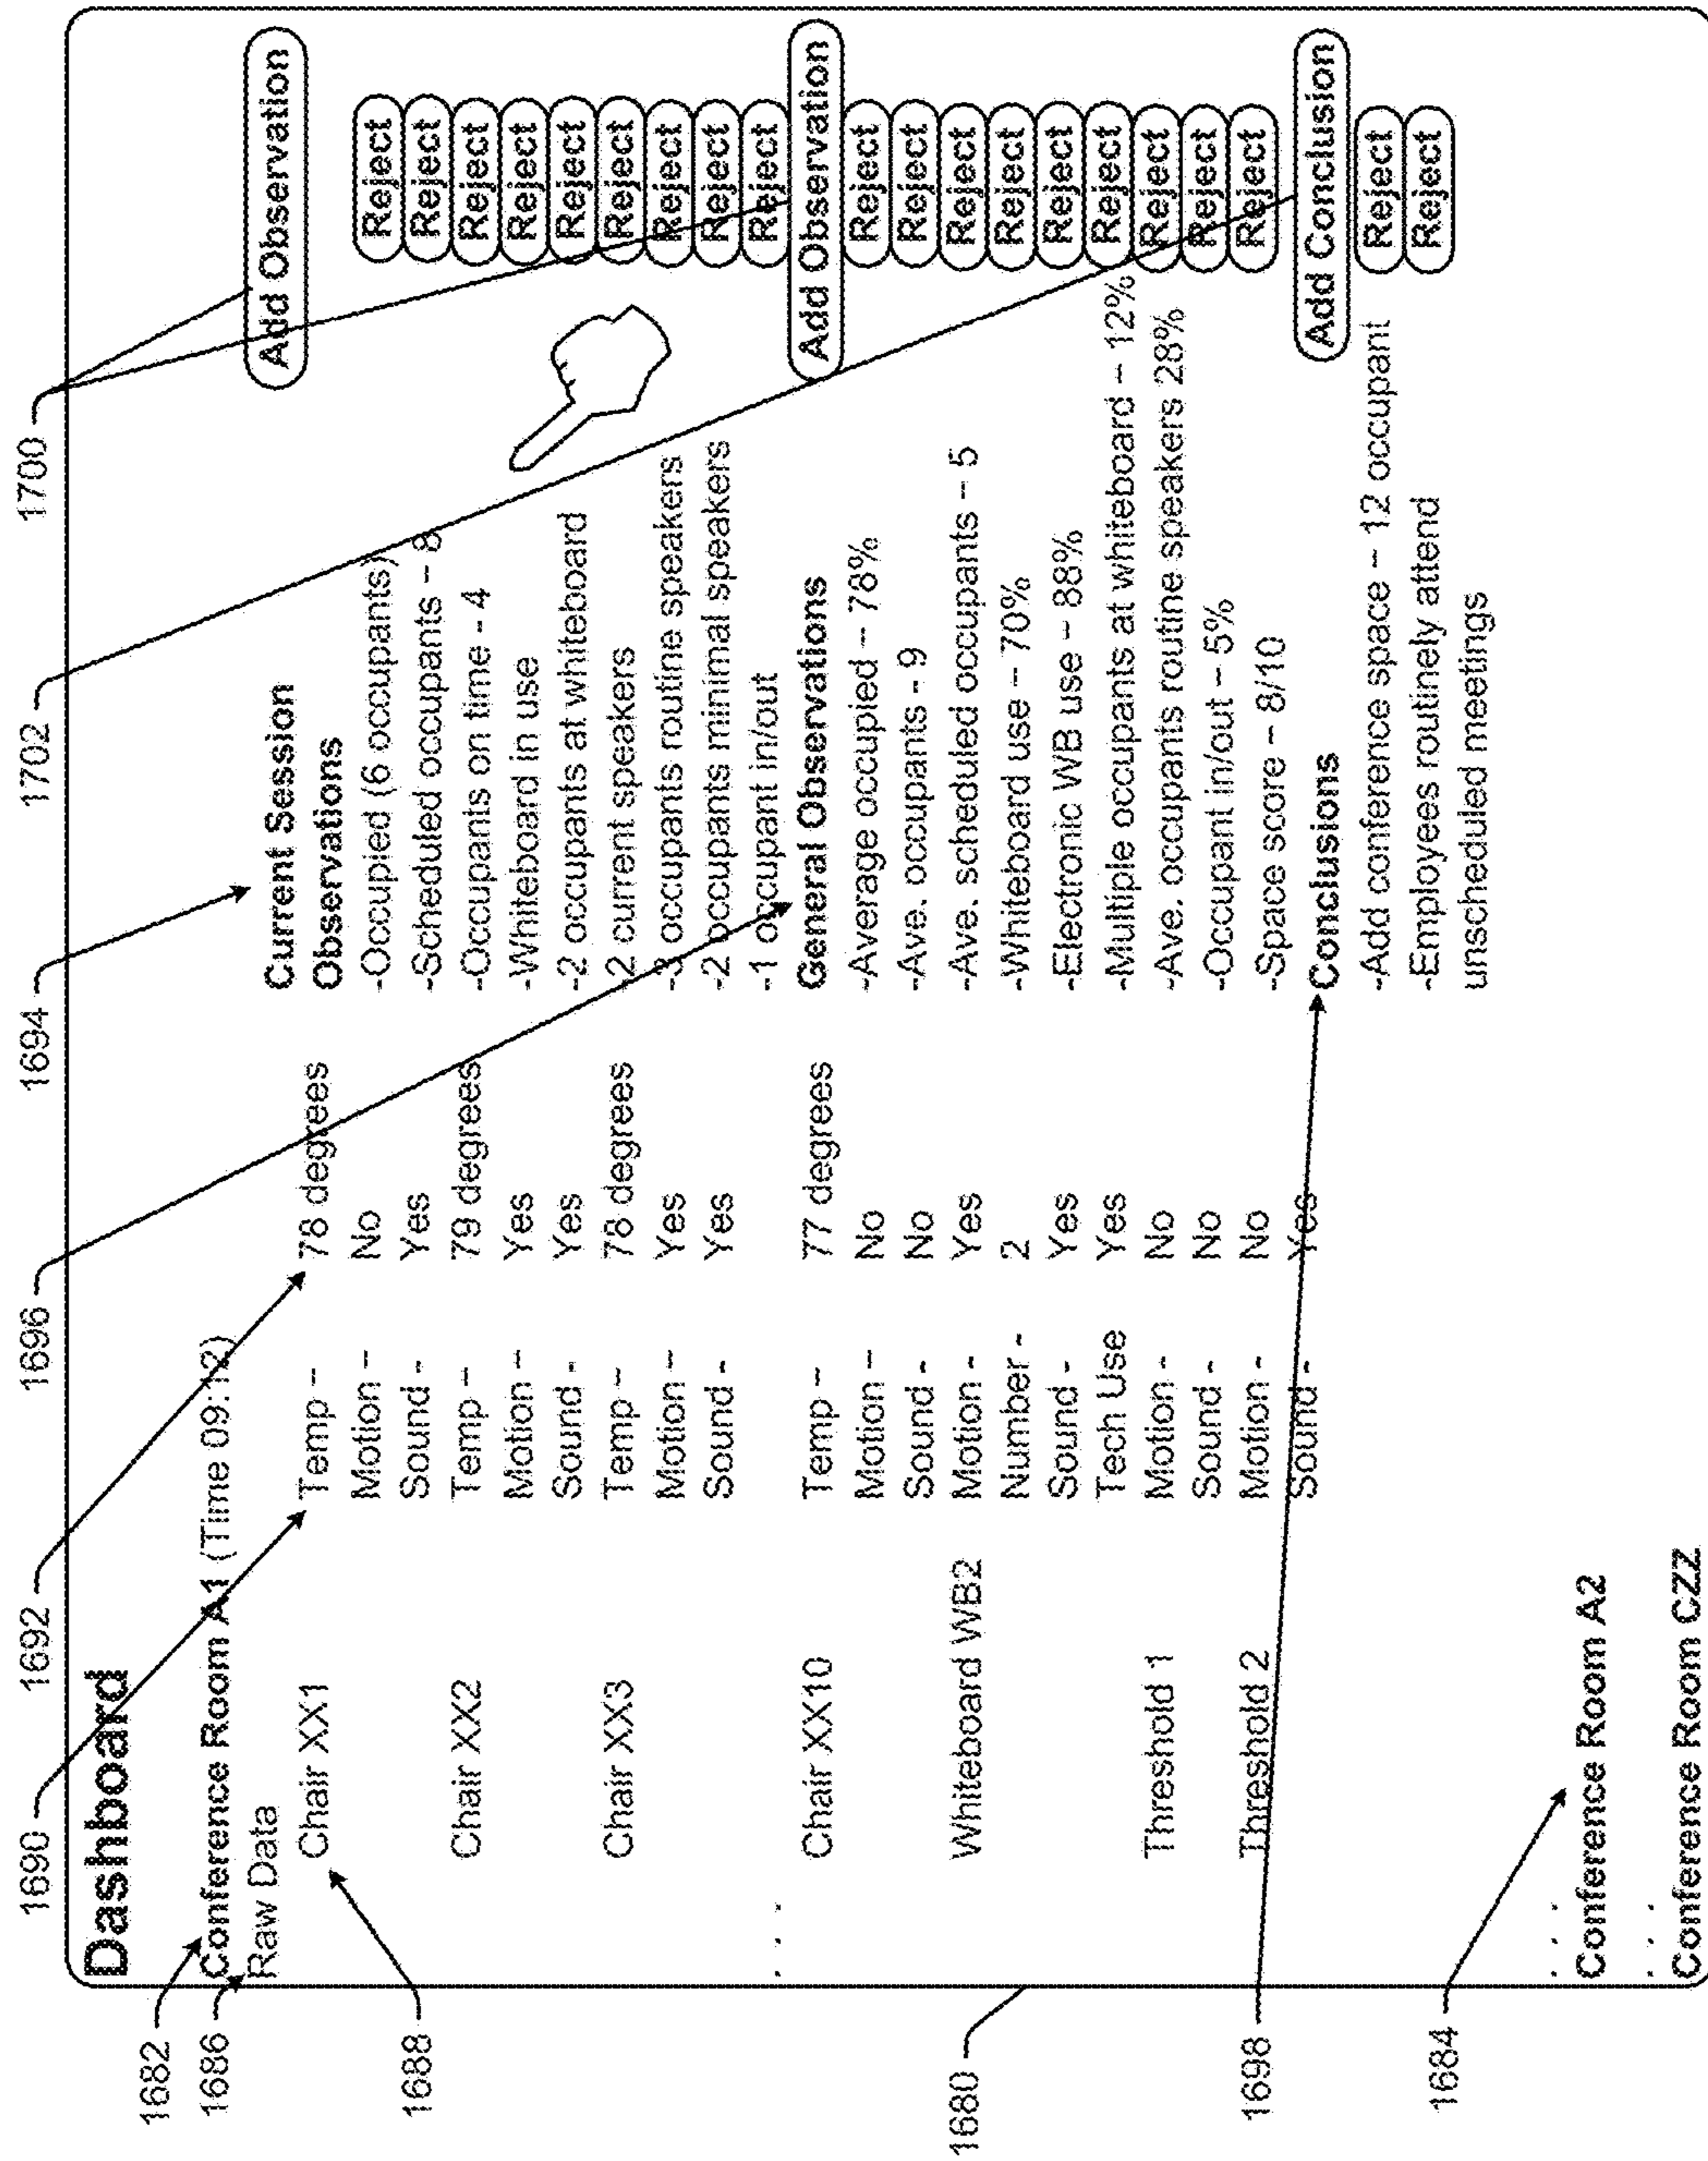 1690
1692
1696
1694
1702
1700
1682
1686
1688
1680
1698
1684
Dashboard
Conference Room A1 (Time 09:12)
Raw Data
Chair XX1 Temp – 78 degrees
Motion – No
Sound - Yes
Chair XX2 Temp – 79 degrees
Motion – Yes
Sound - Yes
Chair XX3 Temp – 78 degrees
Motion – Yes
Sound - Yes
. . .
Chair XX10 Temp – 77 degrees
Motion – No
Sound - No
Whiteboard WB2 Motion - Yes
Number - 2
Sound - Yes
Tech Use Yes
Threshold 1 Motion - No
Sound - No
Threshold 2 Motion - No
Sound - Yes
. . .
Conference Room A2
. . .
Conference Room CZZ
Add Observation
Current Session
Observations
-Occupied (6 occupants) Reject
-Scheduled occupants – 8 Reject
-Occupants on time - 4 Reject
-Whiteboard in use Reject
-2 occupants at whiteboard Reject
-2 current speakers Reject
-3 occupants routine speakers Reject
-2 occupants minimal speakers Reject
-1 occupant in/out Reject
General Observations Add Observation
-Average occupied – 78% Reject
-Ave. occupants - 9 Reject
-Ave. scheduled occupants – 5 Reject
-Whiteboard use – 70% Reject
-Electronic WB use – 88% Reject
-Multiple occupants at whiteboard – 12% Reject
-Ave. occupants routine speakers 28% Reject
-Occupant in/out – 5% Reject
-Space score – 8/10 Reject
Conclusions Add Conclusion
-Add conference space – 12 occupant Reject
-Employees routinely attend Reject
unscheduled meetings